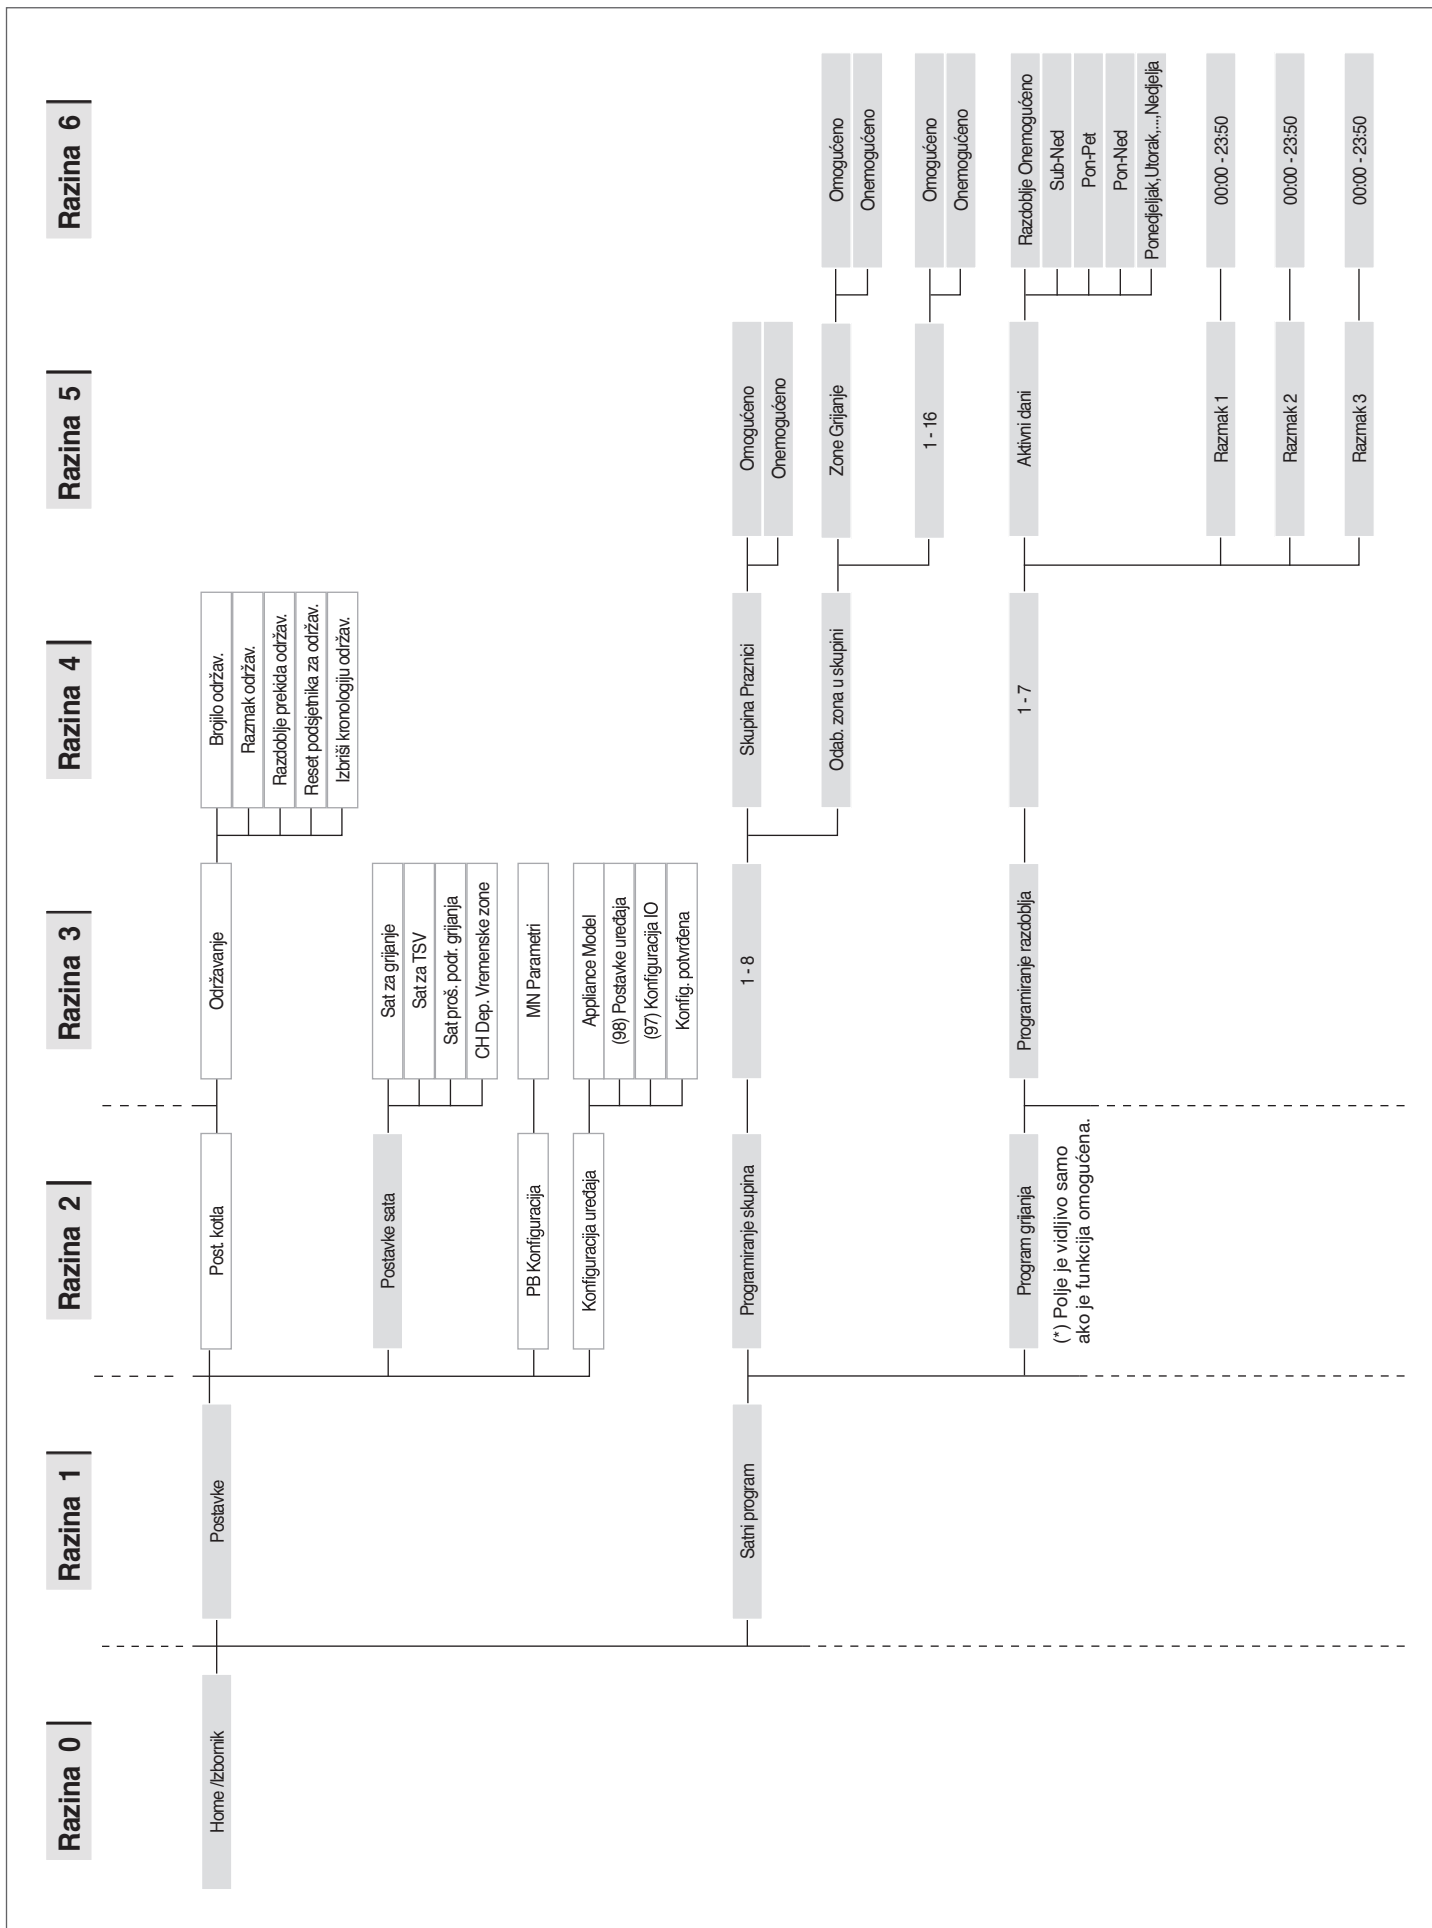 Razina 0
Razina 1
Razina 2
Razina 3
Razina 4
Razina 5
Razina 6
Home /Izbornik
Postavke
Post. kotla
Održavanje
Brojilo održav.
Razmak održav.
Razdoblje prekida održav.
Reset podsjetnika za održav.
Izbriši kronologiju održav.
Postavke sata
Sat za grijanje
Sat za TSV
Sat proš. podr. grijanja
CH Dep. Vremenske zone
PB Konfiguracija
MN Parametri
Konfiguracija uređaja
Appliance Model
(98) Postavke uređaja
(97) Konfiguracija IO
Konfig. potvrđena
Satni program
Programiranje skupina
1 - 8
Skupina Praznici
Omogućeno
Onemogućeno
Odab. zona u skupini
Zone Grijanje
Omogućeno
Onemogućeno
1 - 16
Omogućeno
Onemogućeno
Program grijanja
Programiranje razdoblja
1 - 7
Aktivni dani
Razdoblje Onemogućeno
Sub-Ned
Pon-Pet
Pon-Ned
Ponedjeljak,Utorak,...,Nedjelja
(*) Polje je vidljivo samo
ako je funkcija omogućena.
Razmak 1
00:00 - 23:50
Razmak 2
00:00 - 23:50
Razmak 3
00:00 - 23:50